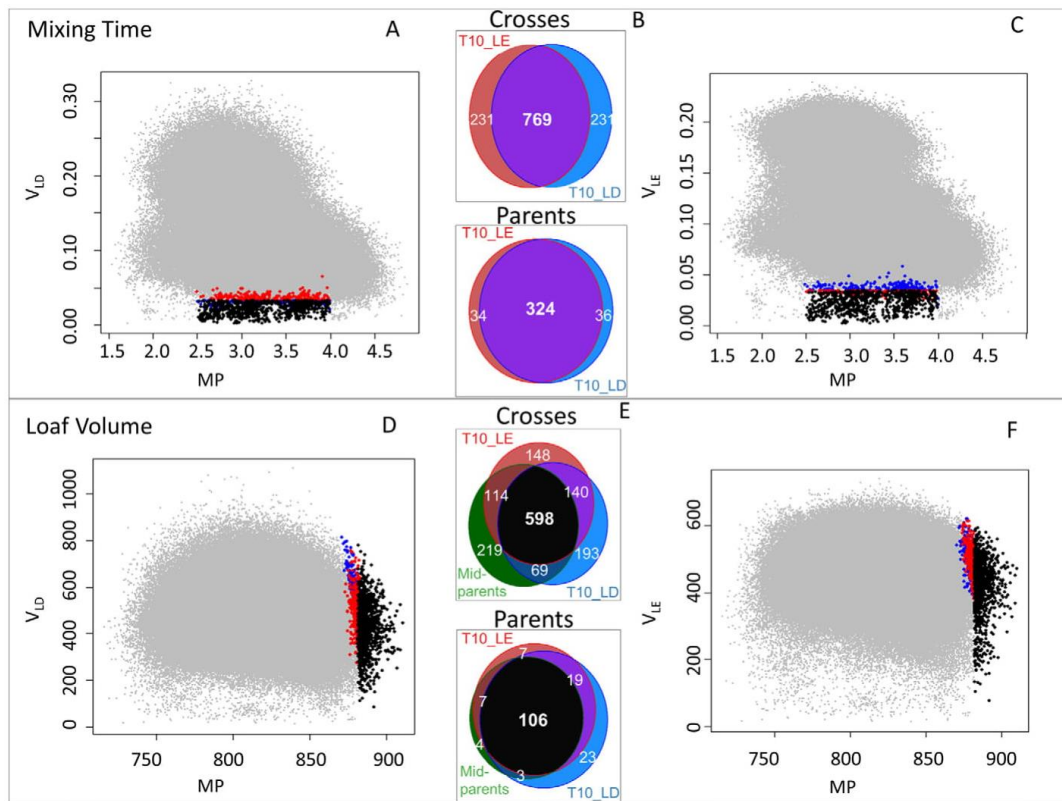 Mixing Time
A
B
C
Crosses
T10_LE
231
769
231
T10_LD
Parents
T10_LE
34
324
36
T10_LD
V_LD
0.30
0.20
0.10
0.00
1.5 2.0 2.5 3.0 3.5 4.0 4.5
MP
V_LE
0.20
0.15
0.10
0.05
0.00
1.5 2.0 2.5 3.0 3.5 4.0 4.5
MP
Loaf Volume
D
E
F
Crosses
T10_LE
148
114
140
598
219
193
69
Mid-
parents
T10_LD
Parents
T10_LE
7
19
7
106
4
23
3
Mid-
parents
T10_LD
V_LD
1000
800
600
400
200
0
750 800 850 900
MP
V_LE
600
400
200
0
750 800 850 900
MP